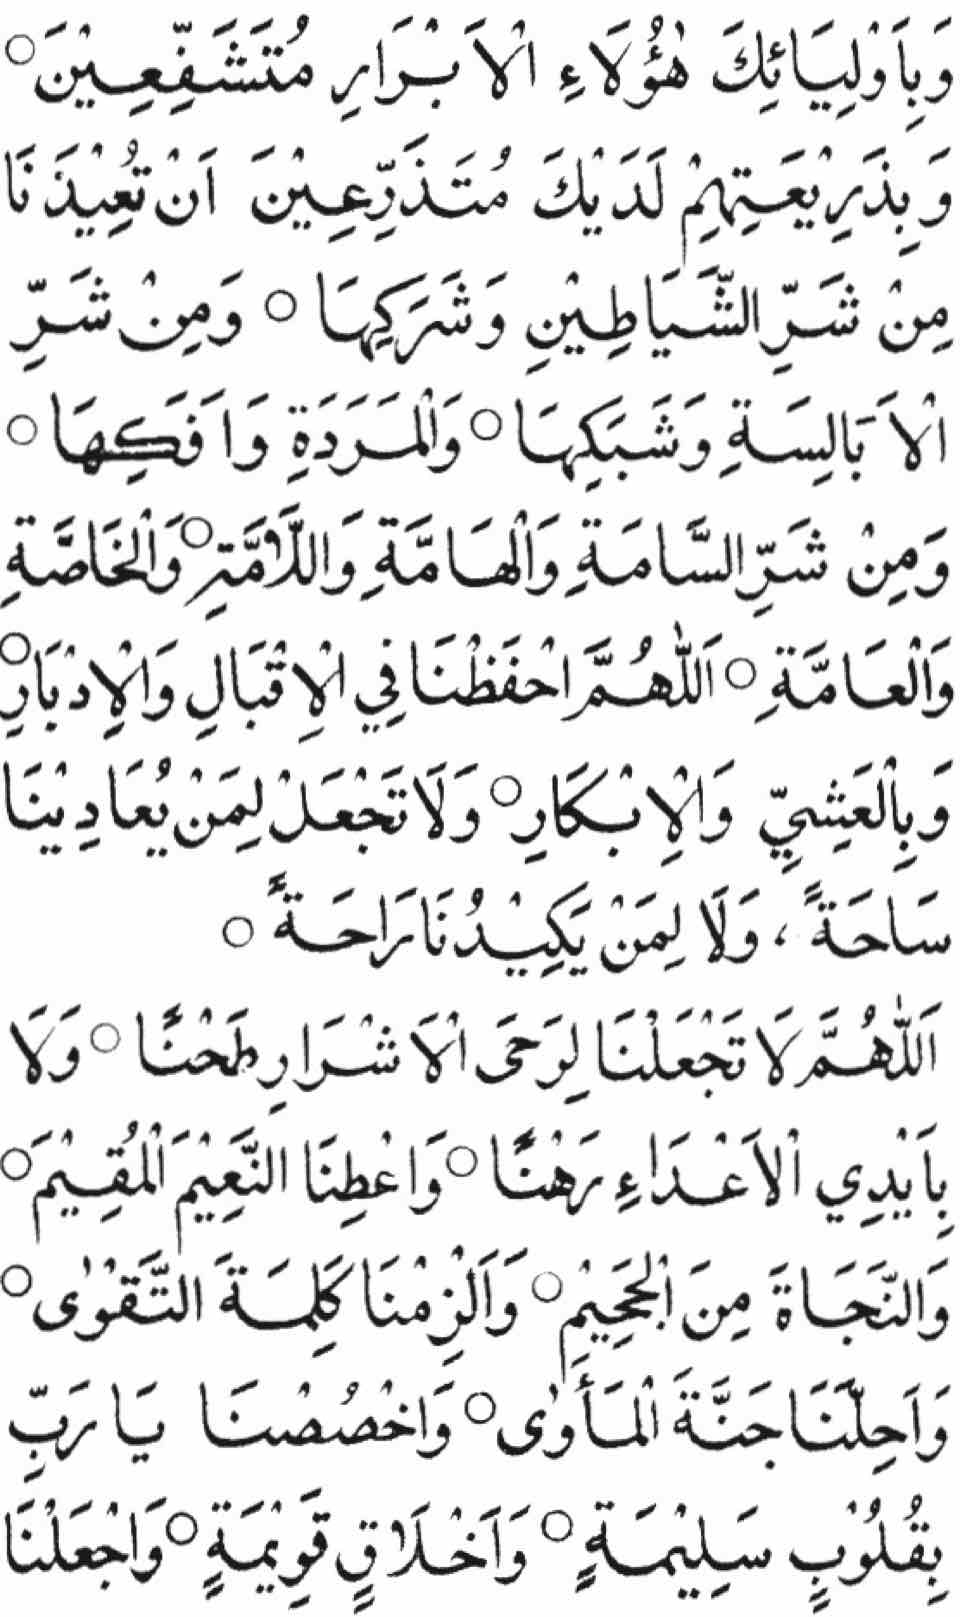 وَبِاَوْلِيَائِكَ هٰؤُلَاءِ الْاَبْرَارِ مُتَشَفِّعِيْنَ ○
وَبِذَرِيْعَتِهِمْ لَدَيْكَ مُتَذَرِّعِيْنَ اَنْ تُعِيْذَنَا
مِنْ شَرِّ الشَّيَاطِيْنِ وَشَرَكِهَا ○ وَمِنْ شَرِّ
الْاَبَالِسَةِ وَشَبَكِهَا ○ وَالْمَرَدَةِ وَاَفَكِهَا ○
وَمِنْ شَرِّ السَّامَةِ وَالْهَامَّةِ وَاللَّامَّةِ ○ وَالْخَاصَّةِ
وَالْعَامَّةِ ○ اَللّٰهُمَّ احْفَظْنَا فِي الْاِقْبَالِ وَالْاِدْبَارِ ○
وَبِالْعَشِيِّ وَالْاِبْكَارِ ○ وَلَا تَجْعَلْ لِمَنْ يُعَادِيْنَا
سَاحَةً ، وَلَا لِمَنْ يَكِيْدُنَا رَاحَةً ○
اَللّٰهُمَّ لَا تَجْعَلْنَا لِرَحَى الْاَشْرَارِ طَحْنًا ○ وَلَا
بِاَيْدِي الْاَعْدَاءِ رَهْنًا ○ وَاعْطِنَا النَّعِيْمَ الْمُقِيْمَ ○
وَالنَّجَاةَ مِنَ الْجَحِيْمِ ○ وَاَلْزِمْنَا كَلِمَةَ التَّقْوٰى ○
وَاَحِلَّنَا جَنَّةَ الْمَأْوٰى ○ وَاخْصُصْنَا يَا رَبِّ
بِقُلُوْبٍ سَلِيْمَةٍ ○ وَاَخْلَاقٍ قَوِيْمَةٍ ○ وَاجْعَلْنَا